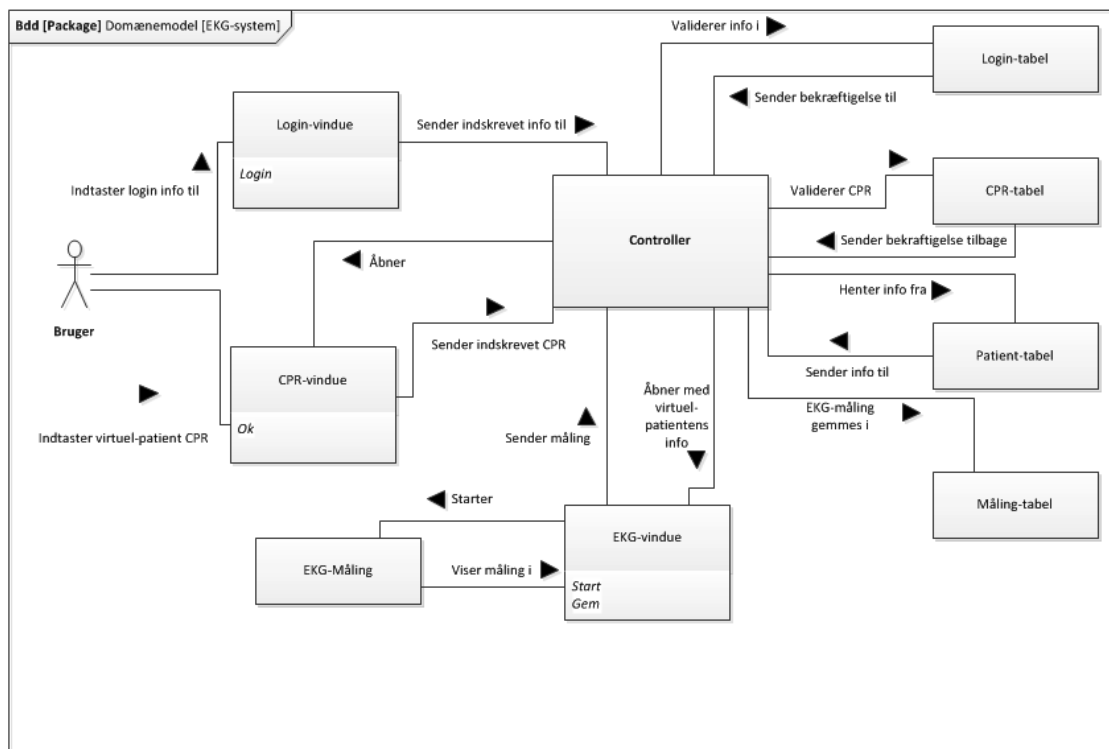 Bdd [Package] Domænemodel [EKG-system]
Validerer info i
Login-tabel
Sender bekræftigelse til
Login-vindue
Sender indskrevet info til
Login
Indtaster login info til
CPR-tabel
Validerer CPR
Controller
Sender bekraftigelse tilbage
Åbner
Henter info fra
Bruger
Sender indskrevet CPR
Patient-tabel
Sender info til
CPR-vindue
Ok
Indtaster virtuel-patient CPR
Åbner med
virtuel-
patientens
info
EKG-måling
gemmes i
Sender måling
Måling-tabel
Starter
EKG-vindue
EKG-Måling
Viser måling i
Start
Gem